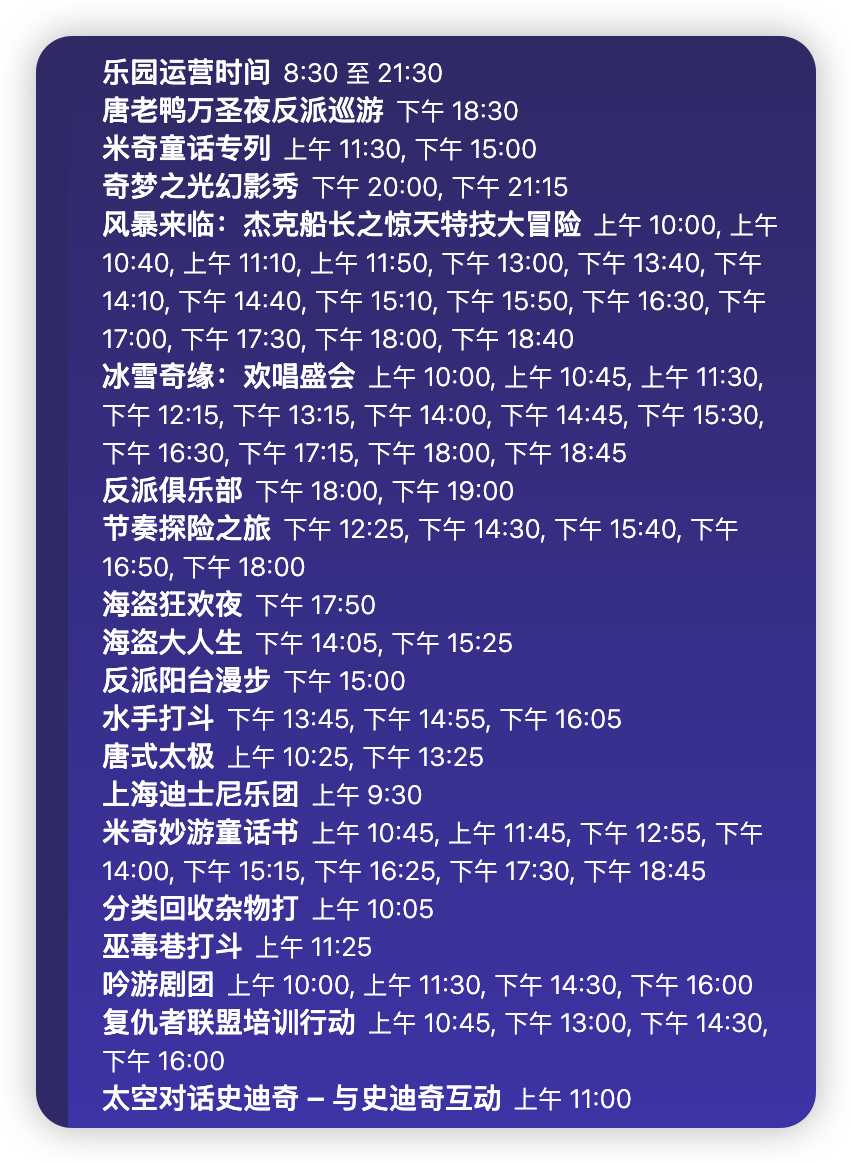 乐园运营时间 8:30 至 21:30
唐老鸭万圣夜反派巡游 下午 18:30
米奇童话专列 上午 11:30, 下午 15:00
奇梦之光幻影秀 下午 20:00, 下午 21:15
风暴来临：杰克船长之惊天特技大冒险 上午 10:00, 上午
10:40, 上午 11:10, 上午 11:50, 下午 13:00, 下午 13:40, 下午
14:10, 下午 14:40, 下午 15:10, 下午 15:50, 下午 16:30, 下午
17:00, 下午 17:30, 下午 18:00, 下午 18:40
冰雪奇缘：欢唱盛会 上午 10:00, 上午 10:45, 上午 11:30,
下午 12:15, 下午 13:15, 下午 14:00, 下午 14:45, 下午 15:30,
下午 16:30, 下午 17:15, 下午 18:00, 下午 18:45
反派俱乐部 下午 18:00, 下午 19:00
节奏探险之旅 下午 12:25, 下午 14:30, 下午 15:40, 下午
16:50, 下午 18:00
海盗狂欢夜 下午 17:50
海盗大人生 下午 14:05, 下午 15:25
反派阳台漫步 下午 15:00
水手打斗 下午 13:45, 下午 14:55, 下午 16:05
唐式太极 上午 10:25, 下午 13:25
上海迪士尼乐团 上午 9:30
米奇妙游童话书 上午 10:45, 上午 11:45, 下午 12:55, 下午
14:00, 下午 15:15, 下午 16:25, 下午 17:30, 下午 18:45
分类回收杂物打 上午 10:05
巫毒巷打斗 上午 11:25
吟游剧团 上午 10:00, 上午 11:30, 下午 14:30, 下午 16:00
复仇者联盟培训行动 上午 10:45, 下午 13:00, 下午 14:30,
下午 16:00
太空对话史迪奇 – 与史迪奇互动 上午 11:00